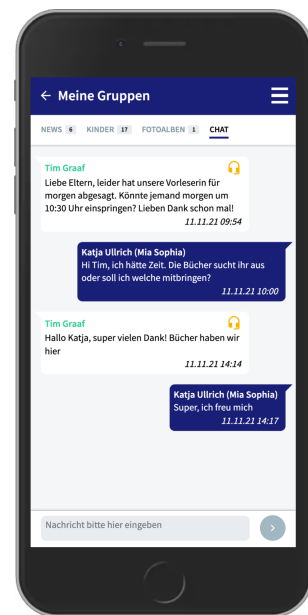 ← Meine Gruppen
NEWS 6 KINDER 17 FOTOALBEN 1 CHAT
Tim Graaf
Liebe Eltern, leider hat unsere Vorleserin für
morgen abgesagt. Könnte jemand morgen um
10:30 Uhr einspringen? Lieben Dank schon mal!
11.11.21 09:54
Katja Ullrich (Mia Sophia)
Hi Tim, ich hätte Zeit. Die Bücher sucht ihr aus
oder soll ich welche mitbringen?
11.11.21 10:00
Tim Graaf
Hallo Katja, super vielen Dank! Bücher haben wir
hier
11.11.21 14:14
Katja Ullrich (Mia Sophia)
Super, ich freu mich
11.11.21 14:17
Nachricht bitte hier eingeben